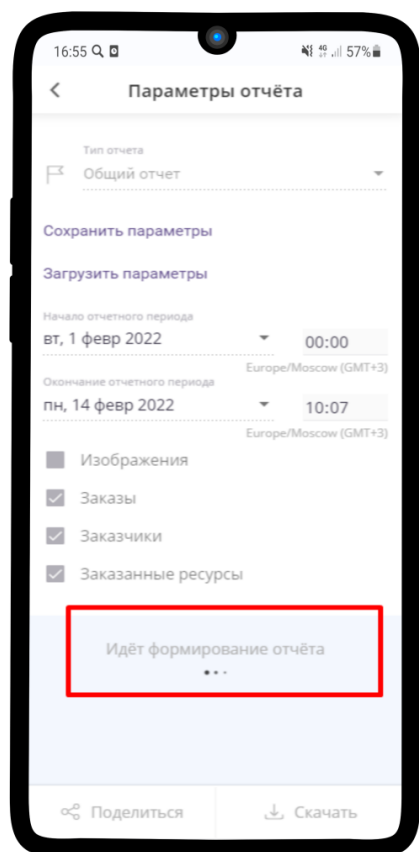 16:55
4G
57%
Параметры отчёта
Тип отчета
Общий отчет
Сохранить параметры
Загрузить параметры
Начало отчетного периода
вт, 1 февр 2022 00:00
Europe/Moscow (GMT+3)
Окончание отчетного периода
пн, 14 февр 2022 10:07
Europe/Moscow (GMT+3)
Изображения
Заказы
Заказчики
Заказанные ресурсы
Идёт формирование отчёта
Поделиться Скачать